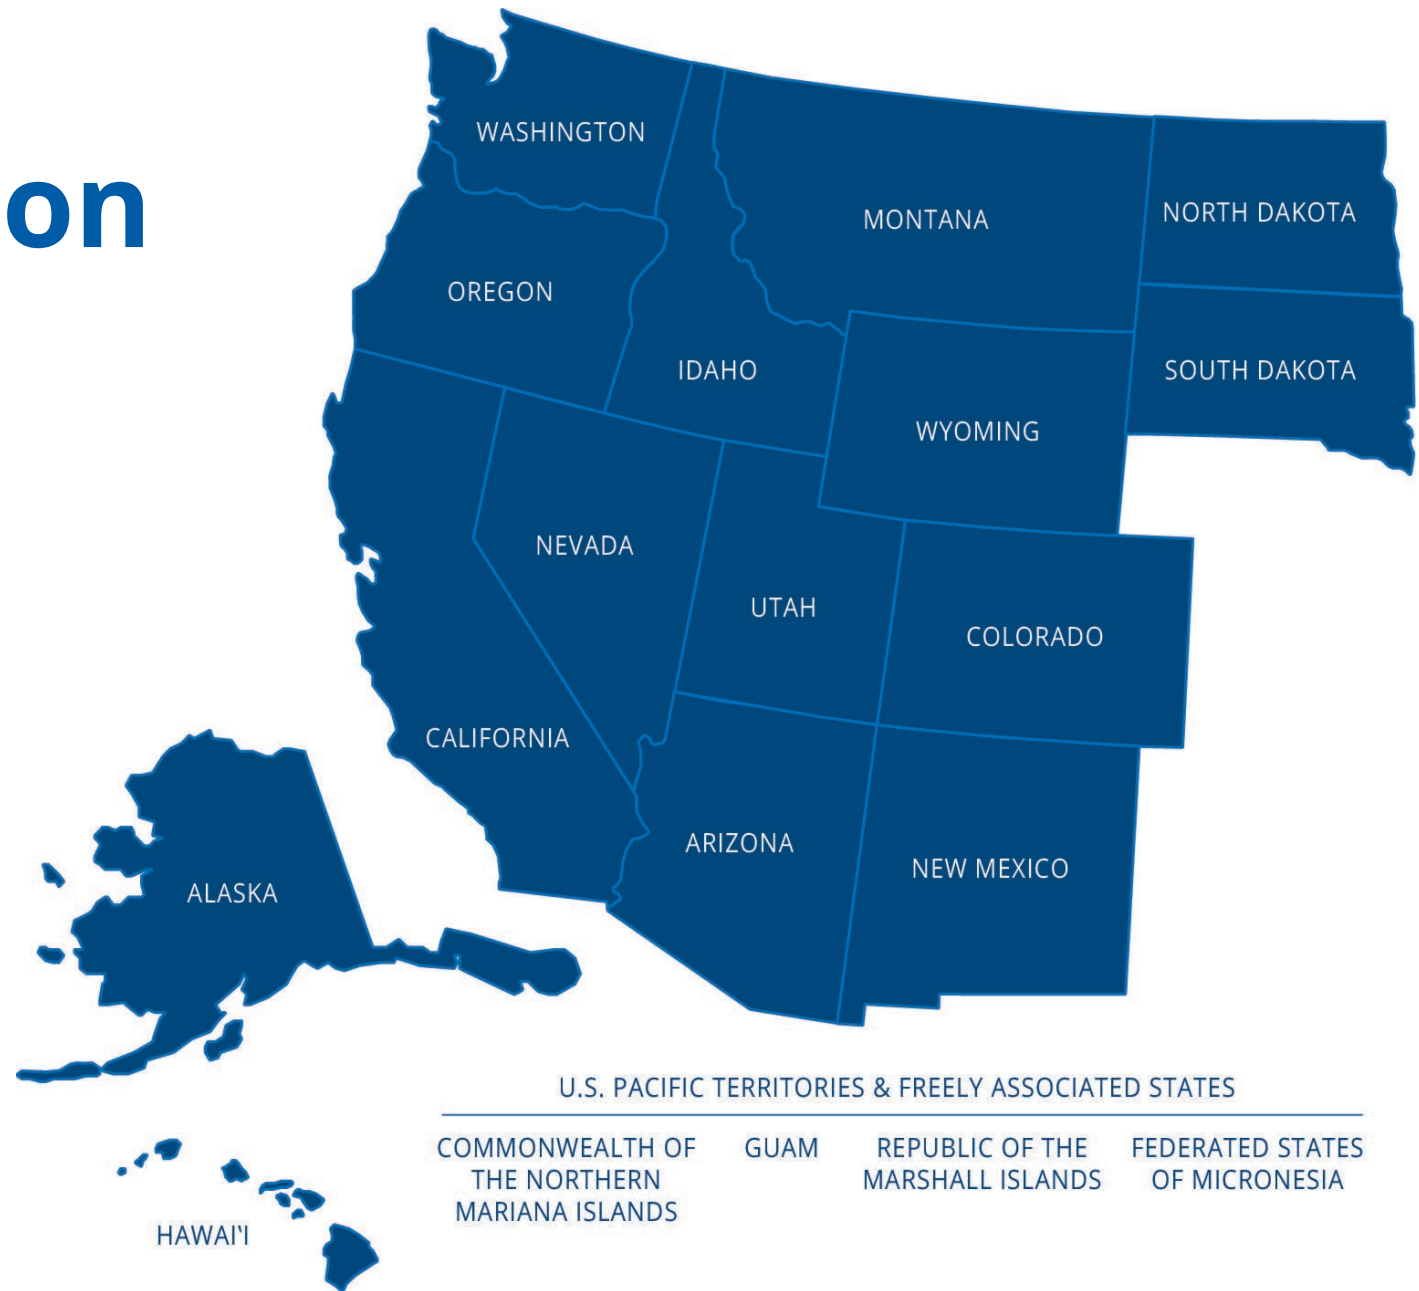 on
WASHINGTON
MONTANA
NORTH DAKOTA
OREGON
IDAHO
SOUTH DAKOTA
WYOMING
NEVADA
UTAH
COLORADO
CALIFORNIA
ARIZONA
NEW MEXICO
ALASKA
HAWAI'I
U.S. PACIFIC TERRITORIES & FREELY ASSOCIATED STATES
COMMONWEALTH OF
THE NORTHERN
MARIANA ISLANDS
GUAM
REPUBLIC OF THE
MARSHALL ISLANDS
FEDERATED STATES
OF MICRONESIA